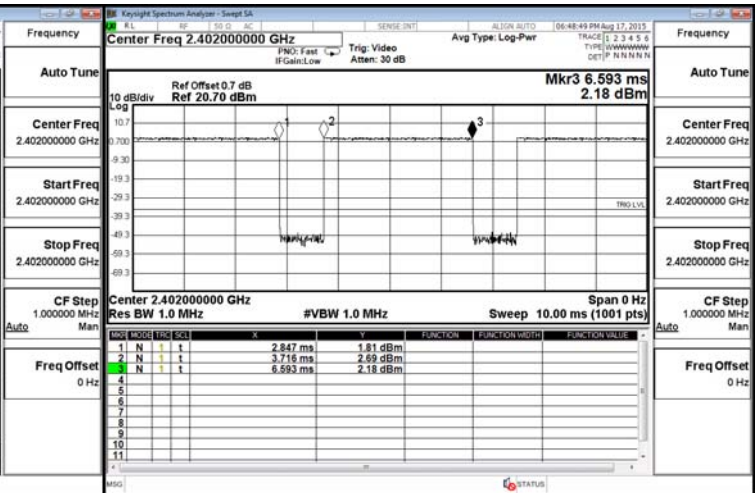 Keysight Spectrum Analyzer - Swept SA
RL RF 50 Ω AC SENSE:INT ALIGN AUTO 06:48:49 PM Aug 17, 2015
Center Freq 2.402000000 GHz
PNO: Fast
IFGain:Low
Trig: Video
Atten: 30 dB
Avg Type: Log-Pwr
TRACE 1 2 3 4 5 6
TYPE WWWWWW
DET P NNNNN
Mkr3 6.593 ms
2.18 dBm
Ref Offset 0.7 dB
10 dB/div Ref 20.70 dBm
Log
10.7
0.700
-9.30
-19.3
-29.3
-39.3
-49.3
-59.3
-69.3
1
2
3
TRIG LVL
Center 2.402000000 GHz Span 0 Hz
Res BW 1.0 MHz #VBW 1.0 MHz Sweep 10.00 ms (1001 pts)
MKR MODE TRC SCL X Y FUNCTION FUNCTION WIDTH FUNCTION VALUE
1 N 1 t 2.847 ms 1.81 dBm
2 N 1 t 3.716 ms 2.69 dBm
3 N 1 t 6.593 ms 2.18 dBm
4
5
6
7
8
9
10
11
MSG STATUS
Frequency
Auto Tune
Center Freq
2.402000000 GHz
Start Freq
2.402000000 GHz
Stop Freq
2.402000000 GHz
CF Step
1.000000 MHz
Auto Man
Freq Offset
0 Hz
Frequency
Auto Tune
Center Freq
2.402000000 GHz
Start Freq
2.402000000 GHz
Stop Freq
2.402000000 GHz
CF Step
1.000000 MHz
Auto Man
Freq Offset
0 Hz